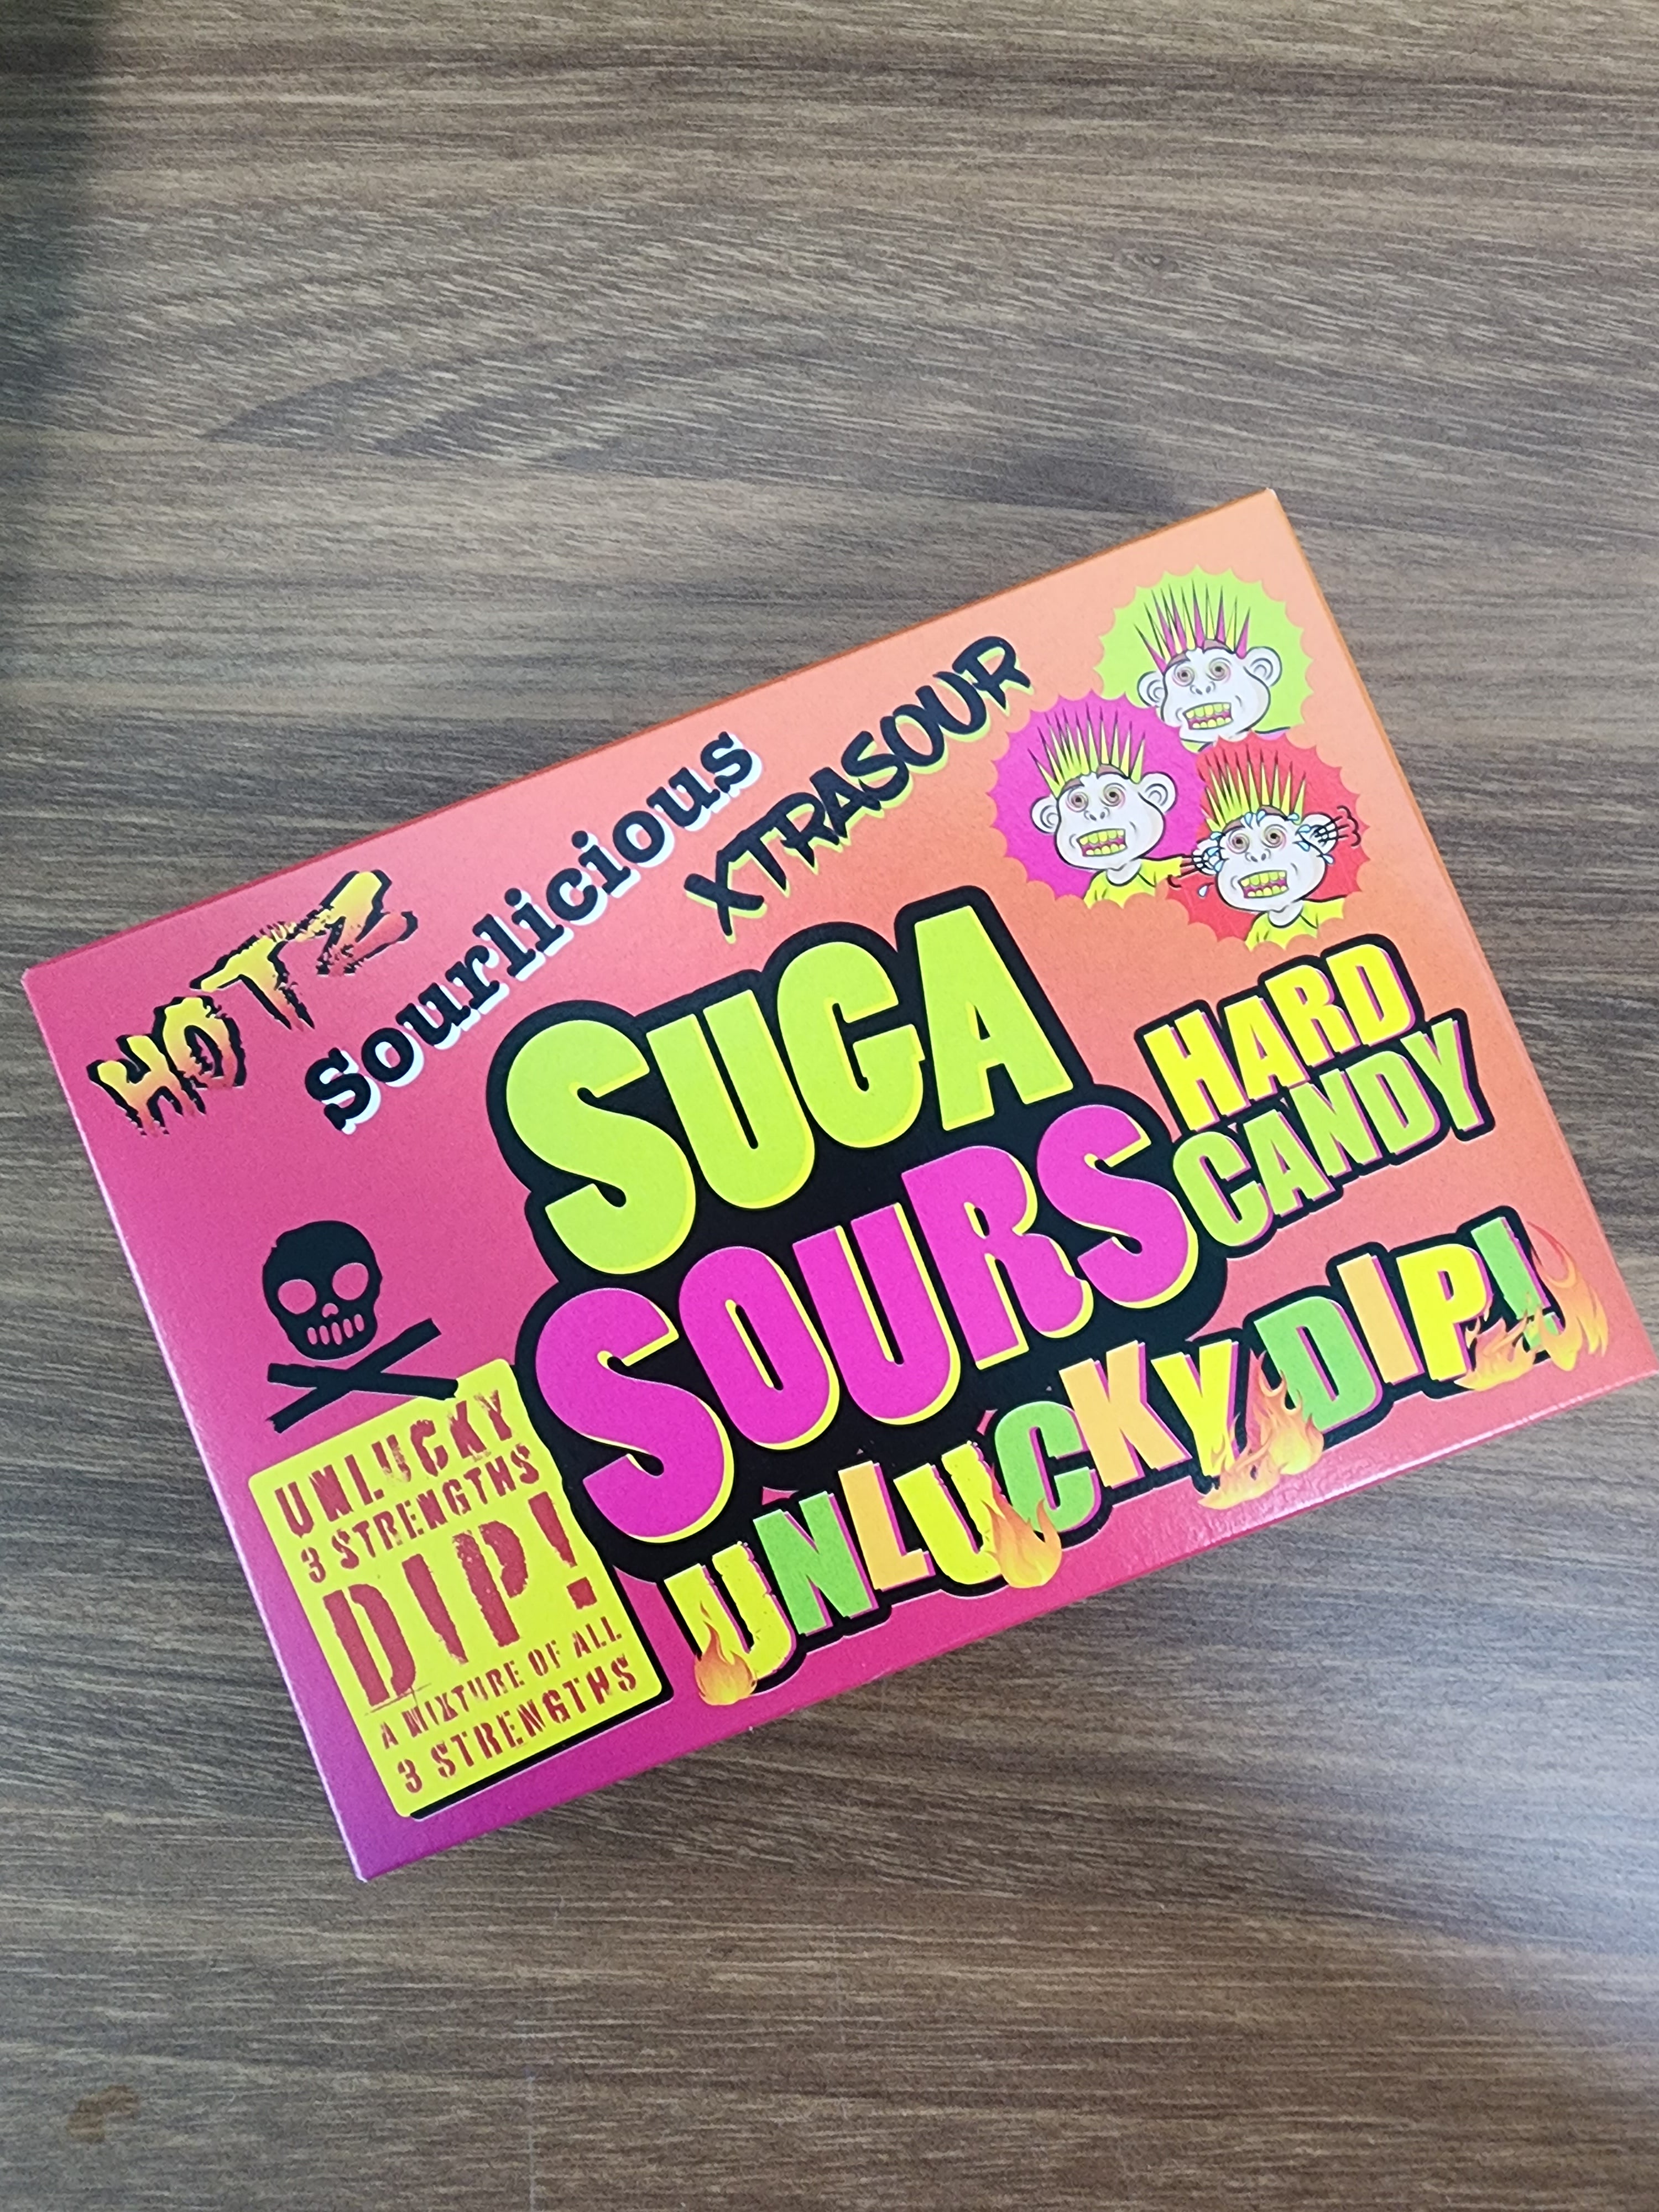 HOTZ
Sourlicious
XTRASOUR
SUGA
SOURS
HARD
CANDY
UNLUCKY DIP!
UNLUCKY
3 STRENGTHS
DIP!
A MIXTURE OF ALL
3 STRENGTHS